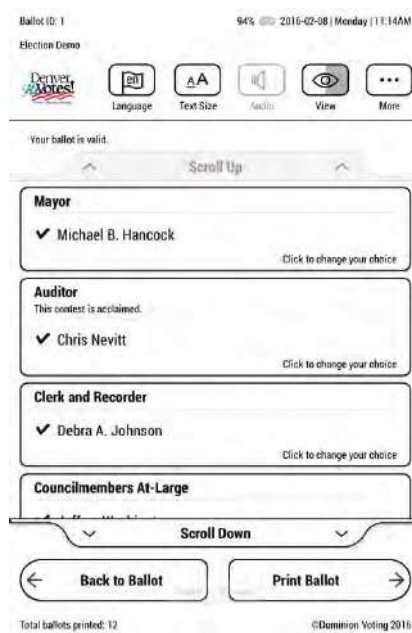 Ballot ID: 1
94% 2016-02-08 | Monday | 11:14AM
Election Demo
Denver Votes!
en
AA
Language
Text Size
Audio
View
More
Your ballot is valid.
Scroll Up
Mayor
✔ Michael B. Hancock
Click to change your choice
Auditor
This contest is acclaimed.
✔ Chris Nevitt
Click to change your choice
Clerk and Recorder
✔ Debra A. Johnson
Click to change your choice
Councilmembers At-Large
Scroll Down
← Back to Ballot
Print Ballot →
Total ballots printed: 12
©Dominion Voting 2016